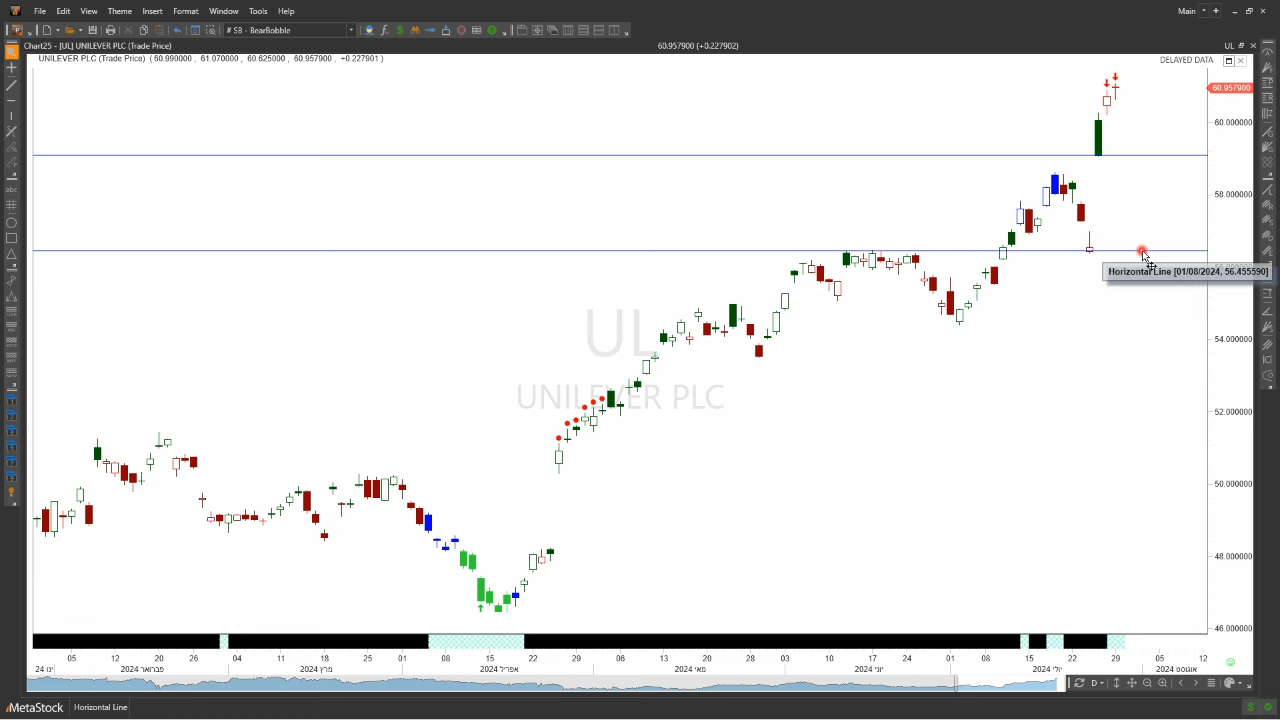 File Edit View Theme Insert Format Window Tools Help
Main
# SB - BearBobble
Chart25 - [UL] UNILEVER PLC (Trade Price)
60.957900 (+0.227902)
UL
UNILEVER PLC (Trade Price) (60.990000 , 61.070000 , 60.625000 , 60.957900 , +0.227901 )
DELAYED DATA
60.957900
60.000000
58.000000
Horizontal Line [01/08/2024, 56.455590]
54.000000
52.000000
50.000000
48.000000
46.000000
UL
UNILEVER PLC
abc
05 12 20 26 04 11 18 25 01 08 15 22 29 06 13 20 28 03 10 17 24 01 08 15 22 29 05 12
ינו 24 פברואר 2024 מרץ 2024 אפריל 2024 מאי 2024 יוני 2024 יולי 2024 אוגוסט 2024
D
MetaStock Horizontal Line